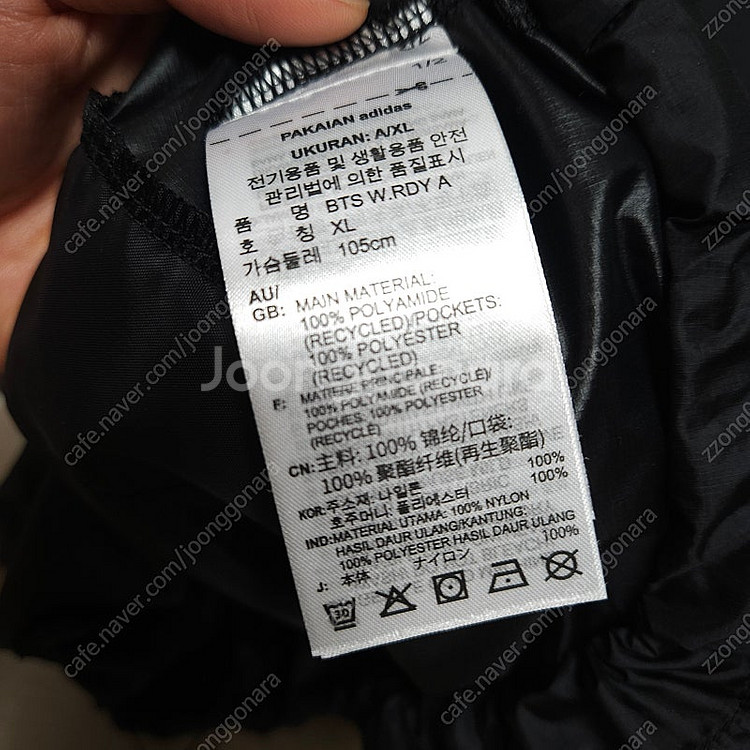 1/2
PAKAIAN adidas
UKURAN: A/XL
전기용품 및 생활용품 안전
관리법에 의한 품질표시
품 명 BTS W.RDY A
호 칭 XL
가슴둘레 105cm
AU/
GB: MAIN MATERIAL:
100% POLYAMIDE
(RECYCLED)/POCKETS:
100% POLYESTER
(RECYCLED)
F: MATIERE PRINCIPALE:
100% POLYAMIDE (RECYCLÉ)/
POCHES: 100% POLYESTER
(RECYCLÉ)
CN: 主料: 100% 锦纶/口袋:
100% 聚酯纤维(再生聚酯)
KOR: 주소재: 나일론 100%
호주머니: 폴리에스터 100%
IND: MATERIAL UTAMA: 100% NYLON
HASIL DAUR ULANG/KANTUNG:
100% POLYESTER HASIL DAUR ULANG
J: 本体 ナイロン 100%
30
cafe.naver.com/joonggonara
zzonggonara